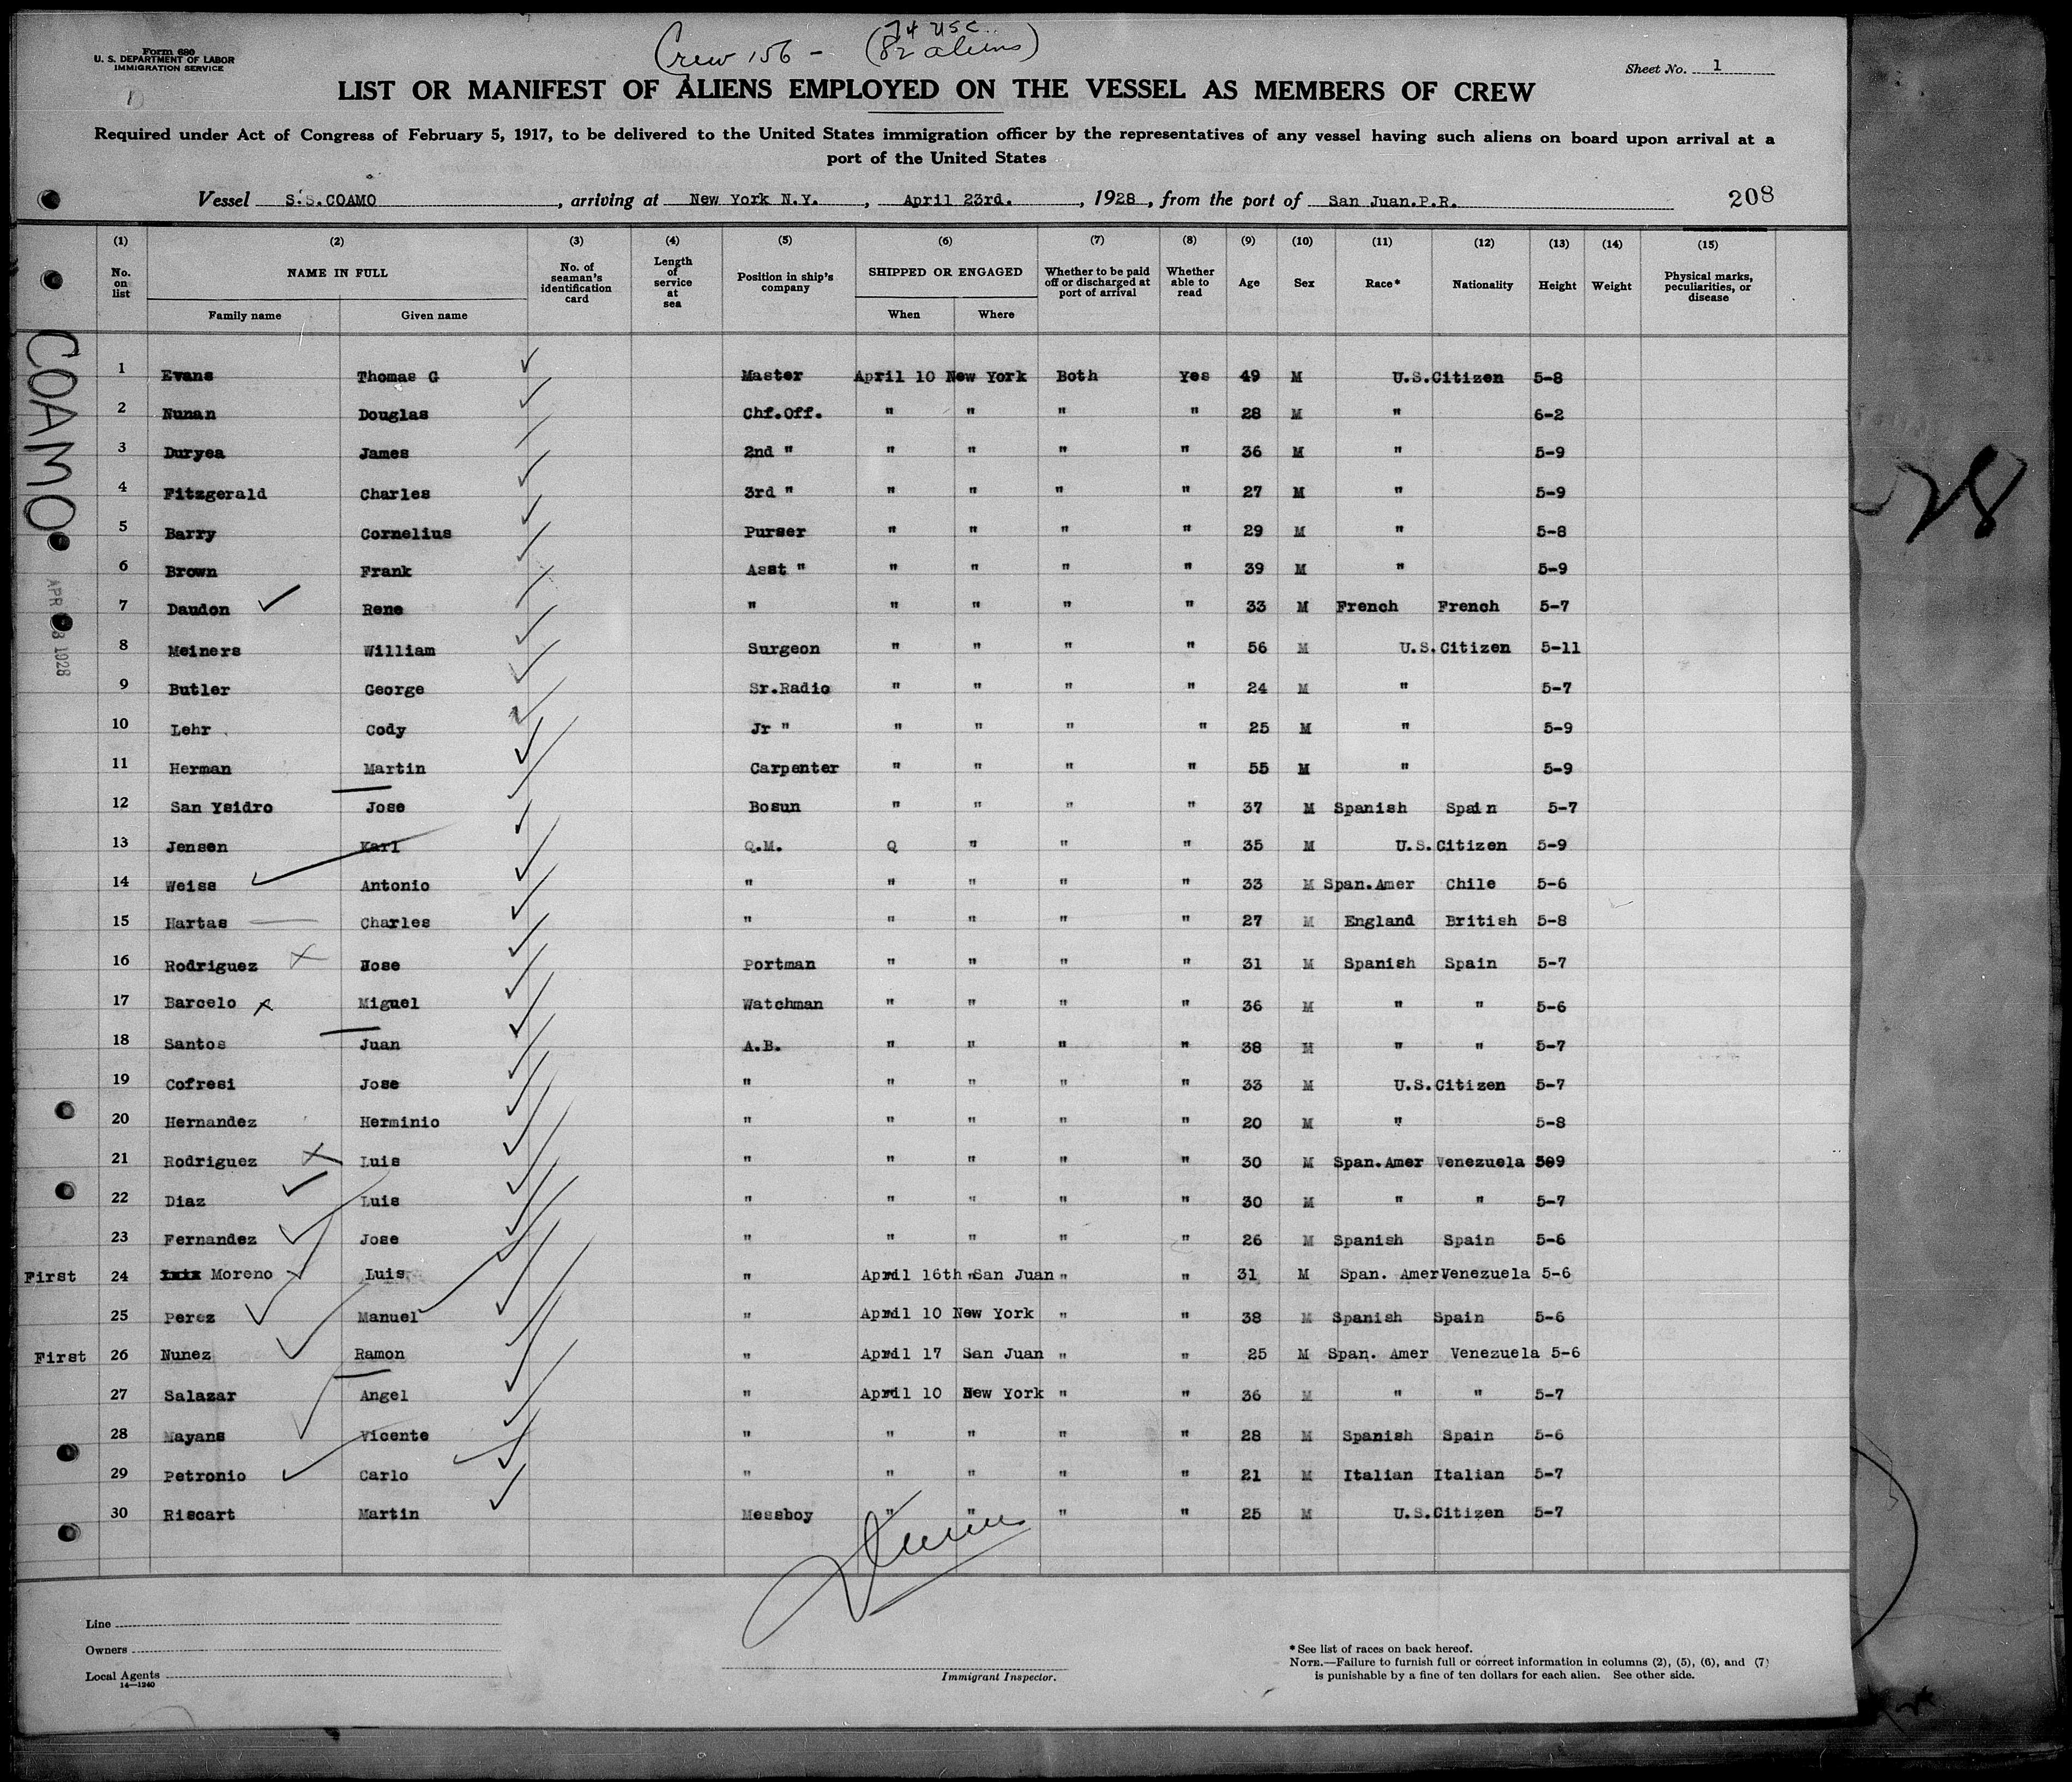 Form 680
U. S. DEPARTMENT OF LABOR
IMMIGRATION SERVICE
74 USC.
Crew 156 - (82 aliens)
Sheet No. 1
LIST OR MANIFEST OF ALIENS EMPLOYED ON THE VESSEL AS MEMBERS OF CREW
Required under Act of Congress of February 5, 1917, to be delivered to the United States immigration officer by the representatives of any vessel having such aliens on board upon arrival at a
port of the United States
Vessel S.S.COAMO, arriving at New York N.Y., April 23rd., 1928, from the port of San Juan.P.R. 208
(1) (2) (3) (4) (5) (6) (7) (8) (9) (10) (11) (12) (13) (14) (15)
No. on list NAME IN FULL Family name Given name No. of seaman's identification card Length of service at sea Position in ship's company SHIPPED OR ENGAGED When Where Whether to be paid off or discharged at port of arrival Whether able to read Age Sex Race* Nationality Height Weight Physical marks, peculiarities, or disease
COAMO
APR 23 1928
28
1 Evans Thomas G Master April 10 New York Both Yes 49 M U.S.Citizen 5-8
2 Nunan Douglas Chf.Off. " " " " 28 M " 6-2
3 Duryea James 2nd " " " " " 36 M " 5-9
4 Fitzgerald Charles 3rd " " " " " 27 M " 5-9
5 Barry Cornelius Purser " " " " 29 M " 5-8
6 Brown Frank Asst " " " " " 39 M " 5-9
7 Daudon Rene " " " " " 33 M French French 5-7
8 Meiners William Surgeon " " " " 56 M U.S.Citizen 5-11
9 Butler George Sr.Radio " " " " 24 M " 5-7
10 Lehr Cody Jr " " " " " 25 M " 5-9
11 Herman Martin Carpenter " " " " 55 M " 5-9
12 San Ysidro Jose Bosun " " " " 37 M Spanish Spain 5-7
13 Jensen Karl Q.M. Q " " " 35 M U.S.Citizen 5-9
14 Weiss Antonio " " " " " 33 M Span.Amer Chile 5-6
15 Hartas Charles " " " " " 27 M England British 5-8
16 Rodriguez Jose Portman " " " " 31 M Spanish Spain 5-7
17 Barcelo Miguel Watchman " " " " 36 M " " 5-6
18 Santos Juan A.B. " " " " 38 M " " 5-7
19 Cofresi Jose " " " " " 33 M U.S.Citizen 5-7
20 Hernandez Herminio " " " " " 20 M " 5-8
21 Rodriguez Luis " " " " " 30 M Span.Amer Venezuela 509
22 Diaz Luis " " " " " 30 M " " 5-7
23 Fernandez Jose " " " " " 26 M Spanish Spain 5-6
First 24 Moreno Luis " April 16th San Juan " " 31 M Span. Amer Venezuela 5-6
25 Perez Manuel " April 10 New York " " 38 M Spanish Spain 5-6
First 26 Nunez Ramon " April 17 San Juan " " 25 M Span. Amer Venezuela 5-6
27 Salazar Angel " April 10 New York " " 36 M " " 5-7
28 Mayans Vicente " " " " " 28 M Spanish Spain 5-6
29 Petronio Carlo " " " " " 21 M Italian Italian 5-7
30 Riscart Martin Messboy " " " " 25 M U.S.Citizen 5-7
Line
Owners
Local Agents
14—1240
Immigrant Inspector.
*See list of races on back hereof.
NOTE.—Failure to furnish full or correct information in columns (2), (5), (6), and (7)
is punishable by a fine of ten dollars for each alien. See other side.